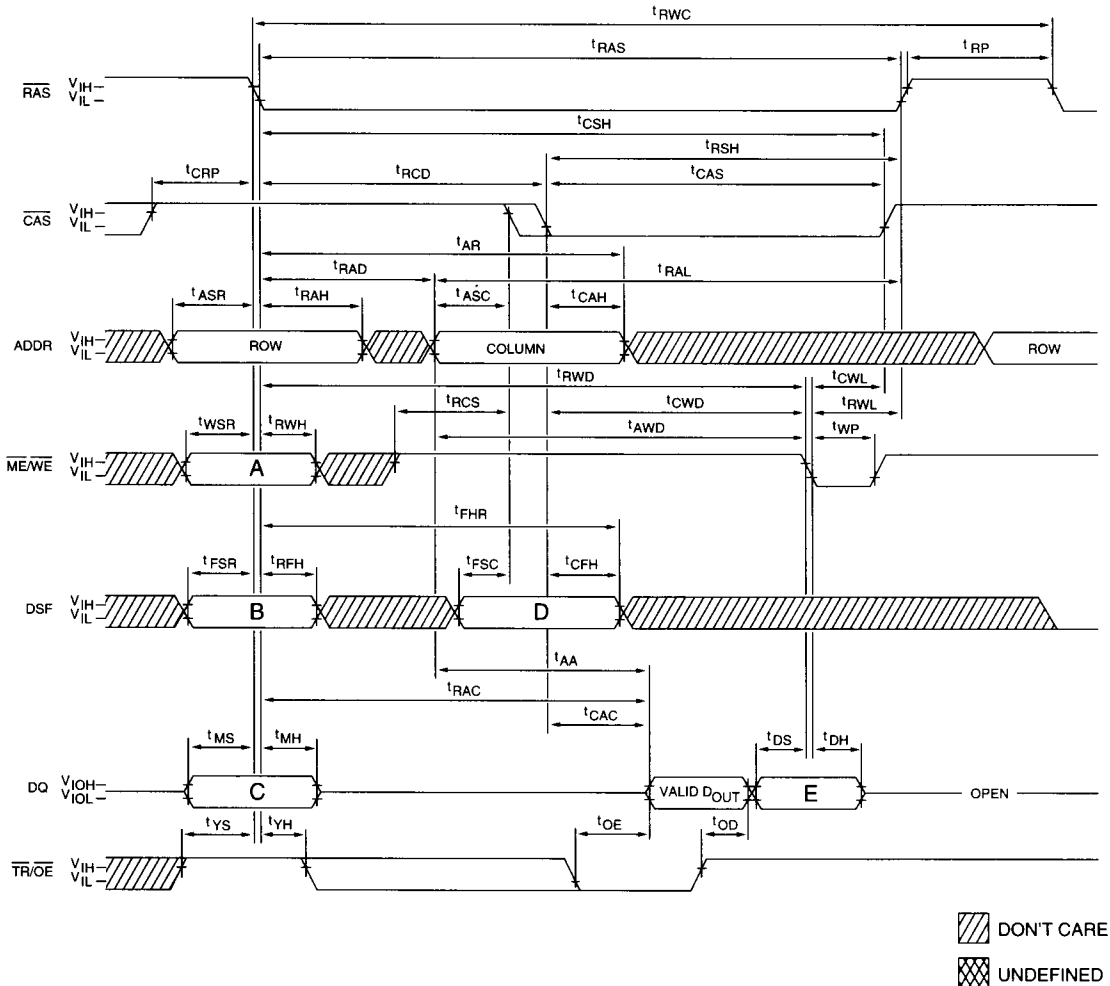 tRWC
tRAS
tRP
RAS
VIH
VIL
tCSH
tRSH
tCRP
tRCD
tCAS
CAS
VIH
VIL
tAR
tRAD
tRAL
tASR
tRAH
tASC
tCAH
ADDR
VIH
VIL
ROW
COLUMN
ROW
tRWD
tCWL
tRCS
tCWD
tRWL
tWSR
tRWH
tAWD
tWP
ME/WE
VIH
VIL
A
tFHR
tFSR
tRFH
tFSC
tCFH
DSF
VIH
VIL
B
D
tAA
tRAC
tCAC
tMS
tMH
tDS
tDH
DQ
VIOH
VIOL
C
VALID DOUT
E
OPEN
tYS
tYH
tOE
tOD
TR/OE
VIH
VIL
DON'T CARE
UNDEFINED